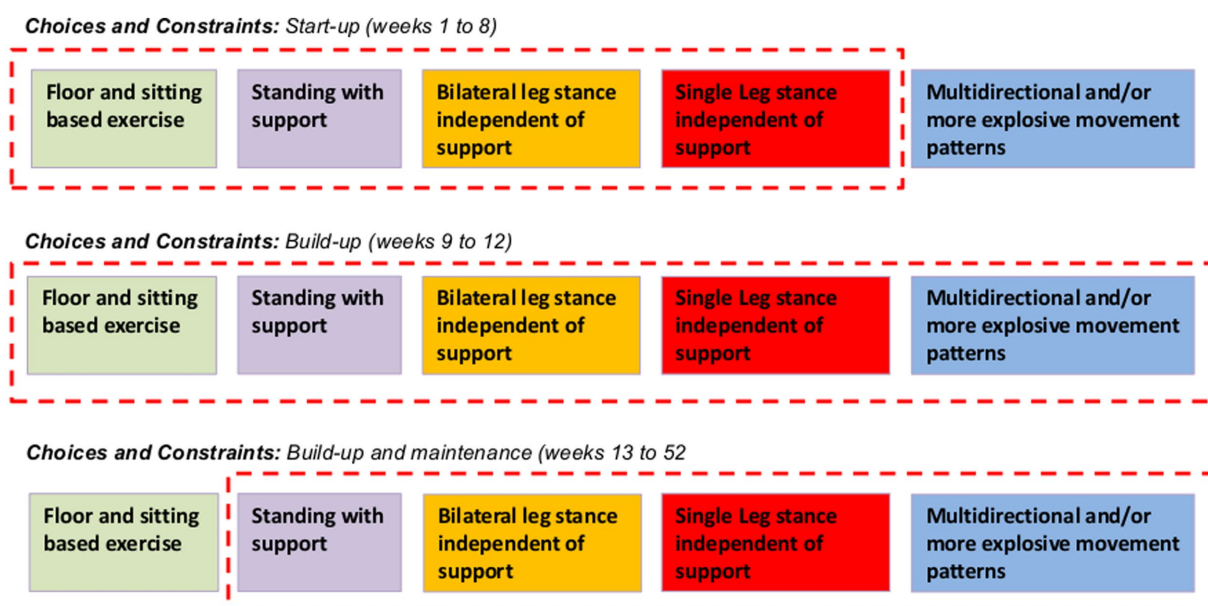 Choices and Constraints: Start-up (weeks 1 to 8)
Floor and sitting
based exercise
Standing with
support
Bilateral leg stance
independent of
support
Single Leg stance
independent of
support
Multidirectional and/or
more explosive movement
patterns
Choices and Constraints: Build-up (weeks 9 to 12)
Floor and sitting
based exercise
Standing with
support
Bilateral leg stance
independent of
support
Single Leg stance
independent of
support
Multidirectional and/or
more explosive movement
patterns
Choices and Constraints: Build-up and maintenance (weeks 13 to 52
Floor and sitting
based exercise
Standing with
support
Bilateral leg stance
independent of
support
Single Leg stance
independent of
support
Multidirectional and/or
more explosive movement
patterns